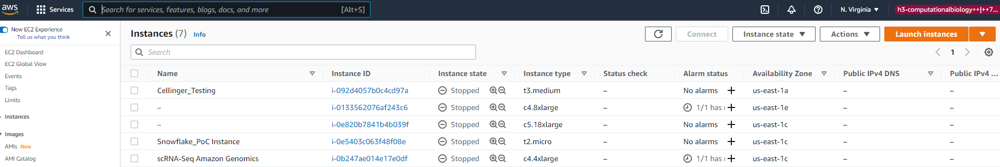 aws Services Search for services, features, blogs, docs, and more [Alt+S] N. Virginia h3-computationalbiology++|++7...
New EC2 Experience
Tell us what you think
EC2 Dashboard
EC2 Global View
Events
Tags
Limits
Instances
Images
AMIs New
AMI Catalog
Instances (7) Info Connect Instance state Actions Launch instances
Search 1
Name Instance ID Instance state Instance type Status check Alarm status Availability Zone Public IPv4 DNS Public IPv4 ...
Cellinger_Testing i-092d4057b0c4cd97a Stopped t3.medium – No alarms + us-east-1a – –
– i-0133562076af243c6 Stopped c4.8xlarge – 1/1 has + us-east-1e – –
– i-0e820b7841b4b039f Stopped c5.18xlarge – No alarms + us-east-1c – –
Snowflake_PoC Instance i-0e5403c063f48f08e Stopped t2.micro – No alarms + us-east-1c – –
scRNA-Seq Amazon Genomics i-0b247ae014e17e0df Stopped c4.4xlarge – 1/1 has + us-east-1c – –